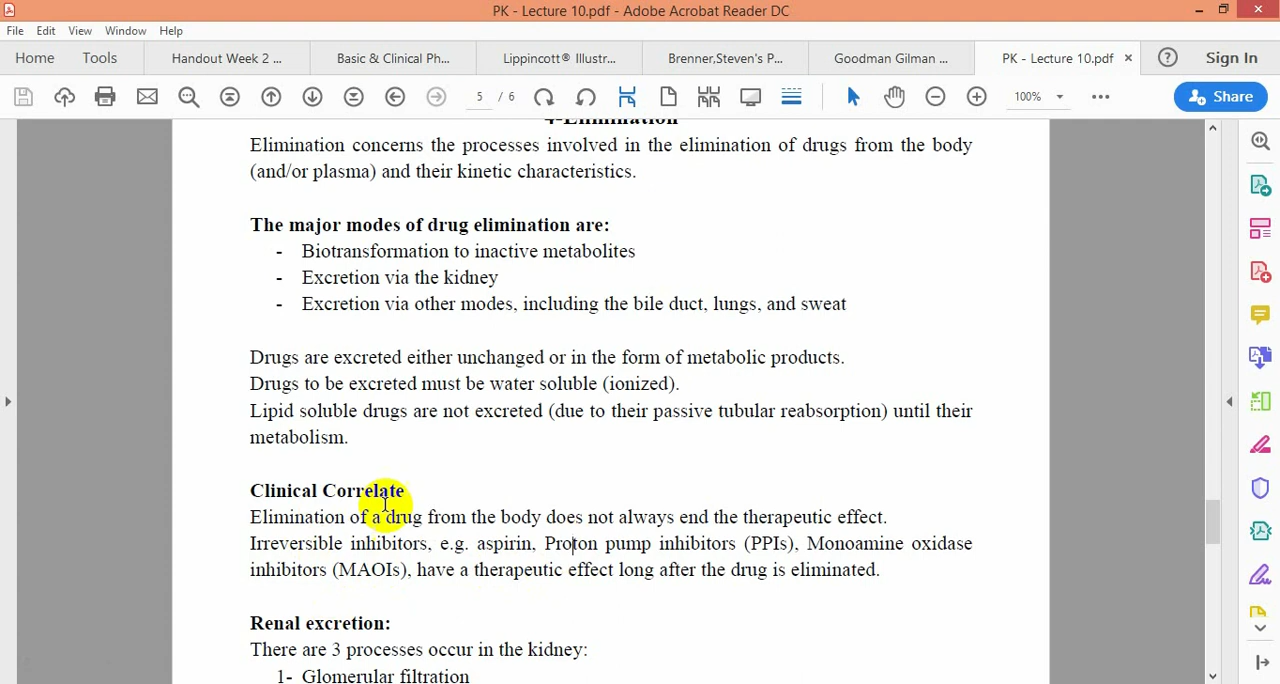 PK - Lecture 10.pdf - Adobe Acrobat Reader DC
File Edit View Window Help
Home Tools Handout Week 2 ... Basic & Clinical Ph... Lippincott® Illustr... Brenner,Steven's P... Goodman Gilman ... PK - Lecture 10.pdf × Sign In
5 / 6 100% Share
4-Elimination
Elimination concerns the processes involved in the elimination of drugs from the body
(and/or plasma) and their kinetic characteristics.
The major modes of drug elimination are:
- Biotransformation to inactive metabolites
- Excretion via the kidney
- Excretion via other modes, including the bile duct, lungs, and sweat
Drugs are excreted either unchanged or in the form of metabolic products.
Drugs to be excreted must be water soluble (ionized).
Lipid soluble drugs are not excreted (due to their passive tubular reabsorption) until their
metabolism.
Clinical Correlate
Elimination of a drug from the body does not always end the therapeutic effect.
Irreversible inhibitors, e.g. aspirin, Proton pump inhibitors (PPIs), Monoamine oxidase
inhibitors (MAOIs), have a therapeutic effect long after the drug is eliminated.
Renal excretion:
There are 3 processes occur in the kidney:
1- Glomerular filtration